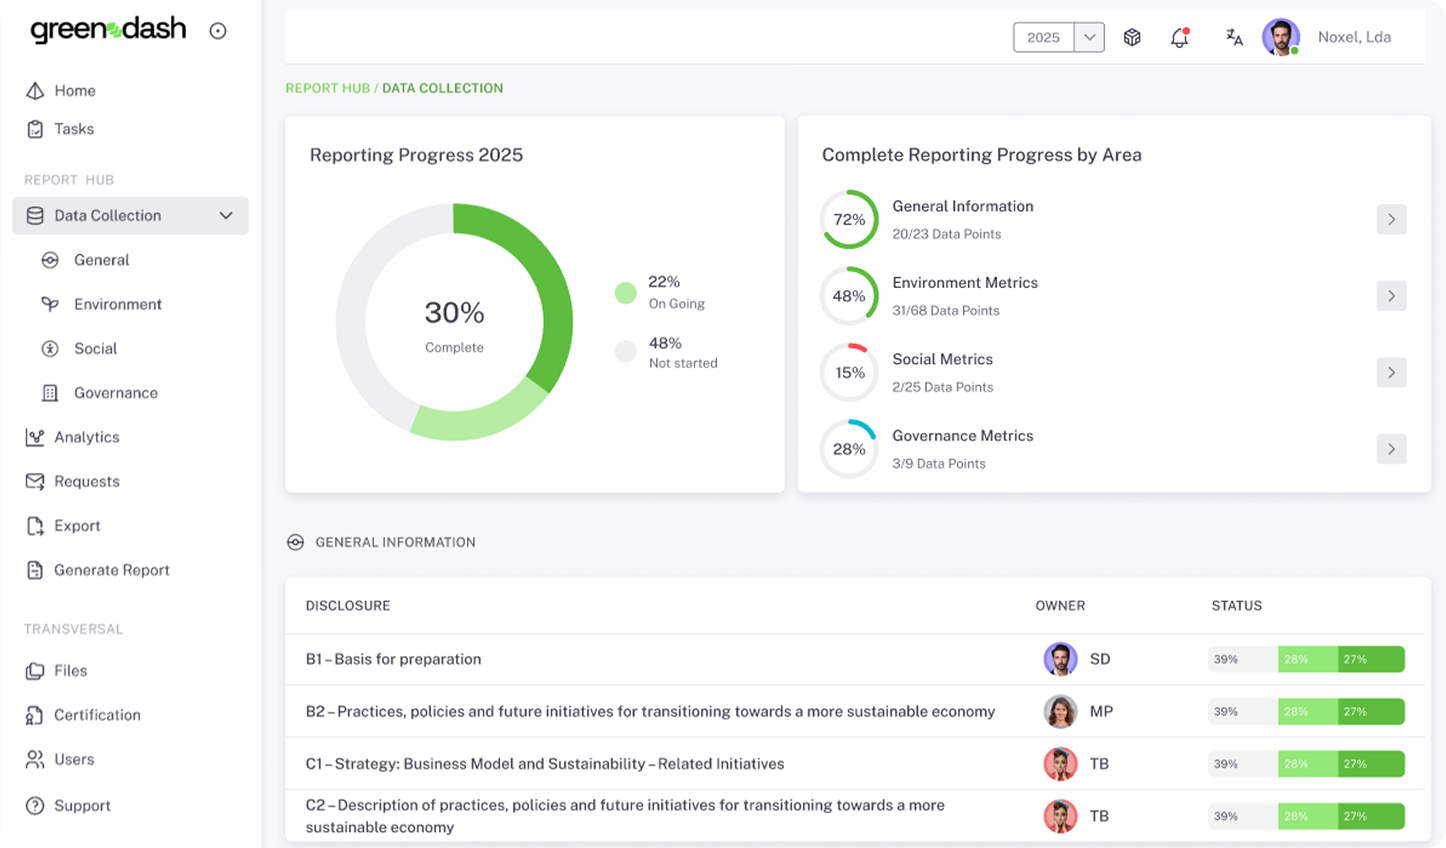 greendash
Home
Tasks
REPORT HUB
Data Collection
General
Environment
Social
Governance
Analytics
Requests
Export
Generate Report
TRANSVERSAL
Files
Certification
Users
Support
2025
Noxel, Lda
REPORT HUB / DATA COLLECTION
Reporting Progress 2025
30%
Complete
22%
On Going
48%
Not started
Complete Reporting Progress by Area
72%
General Information
20/23 Data Points
48%
Environment Metrics
31/68 Data Points
15%
Social Metrics
2/25 Data Points
28%
Governance Metrics
3/9 Data Points
GENERAL INFORMATION
DISCLOSURE OWNER STATUS
B1 – Basis for preparation SD 39% 28% 27%
B2 – Practices, policies and future initiatives for transitioning towards a more sustainable economy MP 39% 28% 27%
C1 – Strategy: Business Model and Sustainability – Related Initiatives TB 39% 28% 27%
C2 – Description of practices, policies and future initiatives for transitioning towards a more
sustainable economy
TB 39% 28% 27%